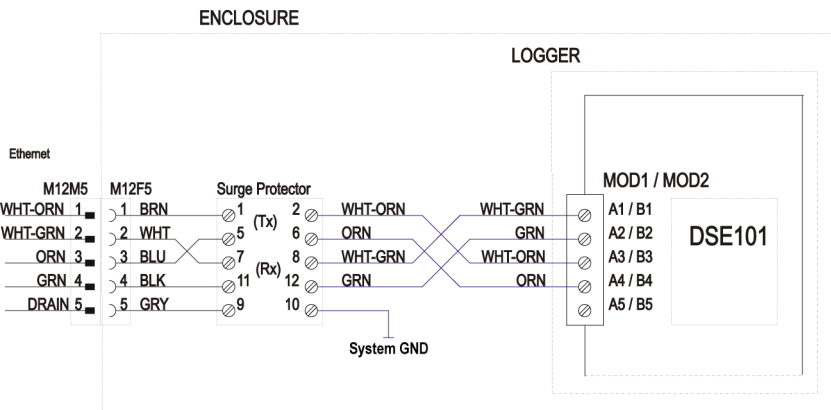 ENCLOSURE
LOGGER
Ethernet
M12M5 M12F5 Surge Protector MOD1 / MOD2
WHT-ORN 1 1 BRN 1 (Tx) 2 WHT-ORN WHT-GRN A1 / B1
WHT-GRN 2 2 WHT 5 6 ORN GRN A2 / B2 DSE101
ORN 3 3 BLU 7 (Rx) 8 WHT-GRN WHT-ORN A3 / B3
GRN 4 4 BLK 11 12 GRN ORN A4 / B4
DRAIN 5 5 GRY 9 10 A5 / B5
System GND